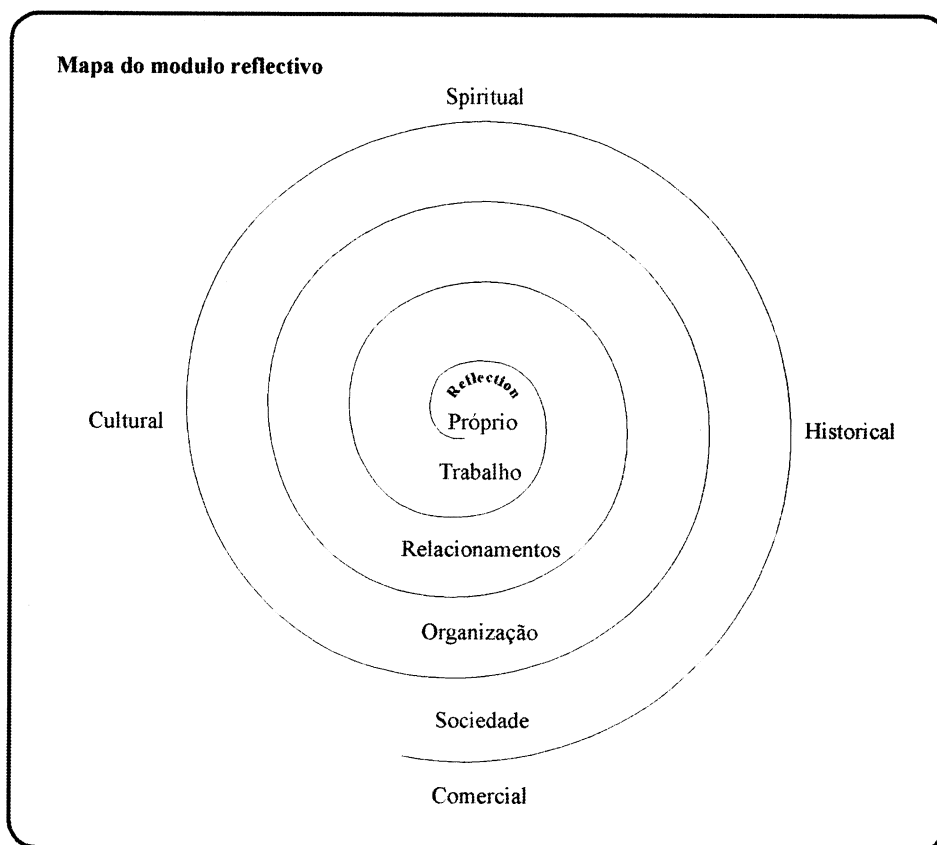 Mapa do modulo reflectivo
Spiritual
Reflection
Próprio
Cultural
Historical
Trabalho
Relacionamentos
Organização
Sociedade
Comercial